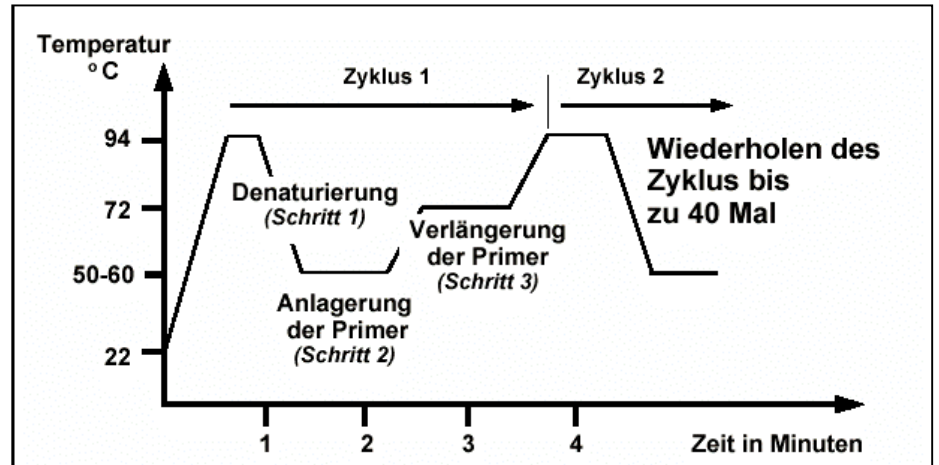 Temperatur
°C
Zyklus 1
Zyklus 2
94
Wiederholen des
Zyklus bis
zu 40 Mal
Denaturierung
(Schritt 1)
72
Verlängerung
der Primer
(Schritt 3)
50-60
Anlagerung
der Primer
(Schritt 2)
22
1 2 3 4 Zeit in Minuten